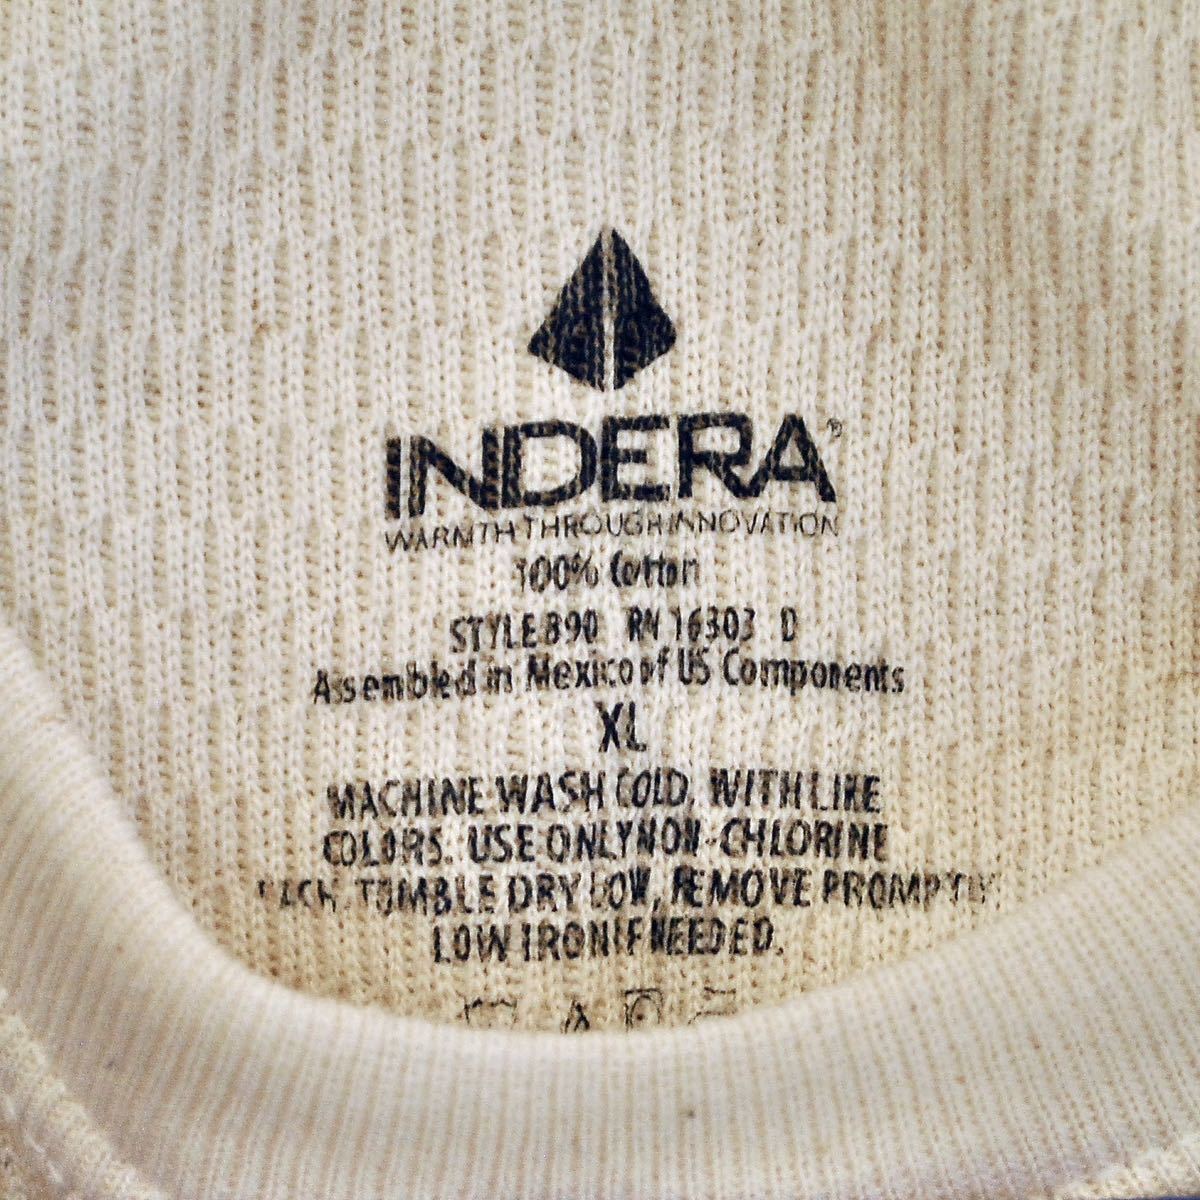 INDERA®
WARMTH THROUGH INNOVATION
100% Cotton
STYLE 890 RN 16303 D
Assembled in Mexico of US Components
XL
MACHINE WASH COLD, WITH LIKE
COLORS. USE ONLY NON-CHLORINE
TUMBLE DRY LOW, REMOVE PROMPTLY
LOW IRON IF NEEDED.